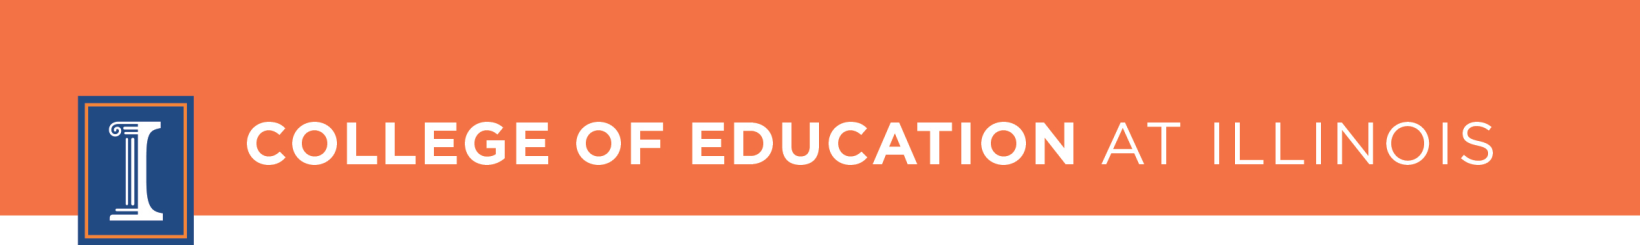 I
COLLEGE OF EDUCATION AT ILLINOIS